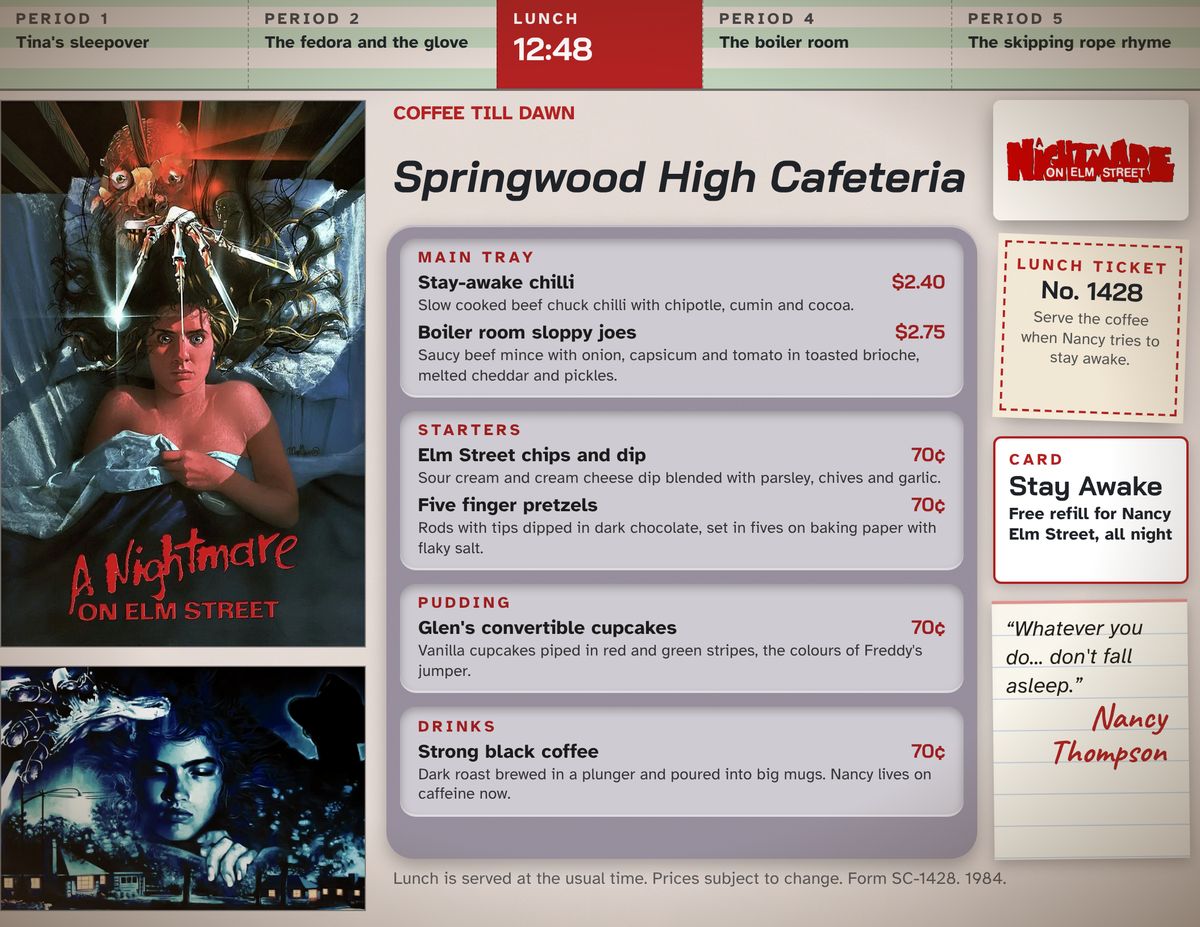 PERIOD 1
Tina's sleepover
PERIOD 2
The fedora and the glove
LUNCH
12:48
PERIOD 4
The boiler room
PERIOD 5
The skipping rope rhyme
A Nightmare
ON ELM STREET
COFFEE TILL DAWN
Springwood High Cafeteria
MAIN TRAY
Stay-awake chilli $2.40
Slow cooked beef chuck chilli with chipotle, cumin and cocoa.
Boiler room sloppy joes $2.75
Saucy beef mince with onion, capsicum and tomato in toasted brioche,
melted cheddar and pickles.
STARTERS
Elm Street chips and dip 70¢
Sour cream and cream cheese dip blended with parsley, chives and garlic.
Five finger pretzels 70¢
Rods with tips dipped in dark chocolate, set in fives on baking paper with
flaky salt.
PUDDING
Glen's convertible cupcakes 70¢
Vanilla cupcakes piped in red and green stripes, the colours of Freddy's
jumper.
DRINKS
Strong black coffee 70¢
Dark roast brewed in a plunger and poured into big mugs. Nancy lives on
caffeine now.
Lunch is served at the usual time. Prices subject to change. Form SC-1428. 1984.
A
NIGHTMARE
ON ELM STREET
LUNCH TICKET
No. 1428
Serve the coffee
when Nancy tries to
stay awake.
CARD
Stay Awake
Free refill for Nancy
Elm Street, all night
“Whatever you
do... don't fall
asleep.”
Nancy
Thompson